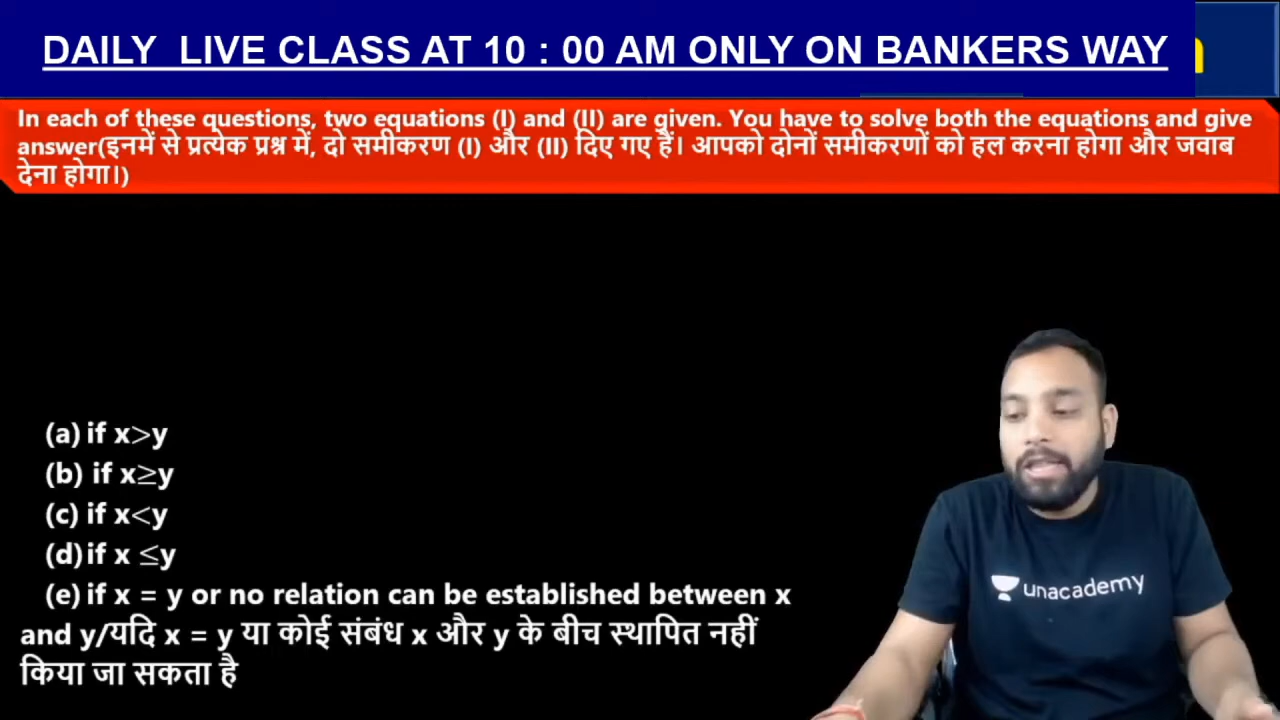 DAILY LIVE CLASS AT 10 : 00 AM ONLY ON BANKERS WAY
In each of these questions, two equations (I) and (II) are given. You have to solve both the equations and give
answer(इनमें से प्रत्येक प्रश्न में, दो समीकरण (I) और (II) दिए गए हैं। आपको दोनों समीकरणों को हल करना होगा और जवाब
देना होगा।)
(a) if x>y
(b) if x≥y
(c) if x<y
(d) if x ≤y
(e) if x = y or no relation can be established between x
and y/यदि x = y या कोई संबंध x और y के बीच स्थापित नहीं
किया जा सकता है
unacademy